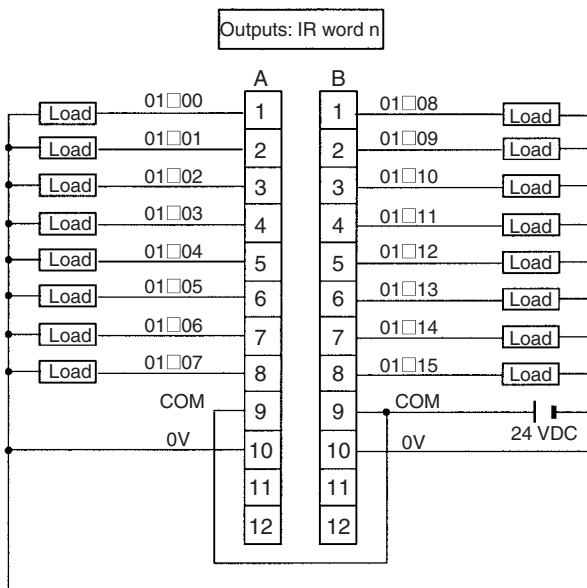 Outputs: IR word n
A B
Load 01□00 1 1 01□08 Load
Load 01□01 2 2 01□09 Load
Load 01□02 3 3 01□10 Load
Load 01□03 4 4 01□11 Load
Load 01□04 5 5 01□12 Load
Load 01□05 6 6 01□13 Load
Load 01□06 7 7 01□14 Load
Load 01□07 8 8 01□15 Load
COM 9 9 COM
0V 10 10 0V 24 VDC
11 11
12 12